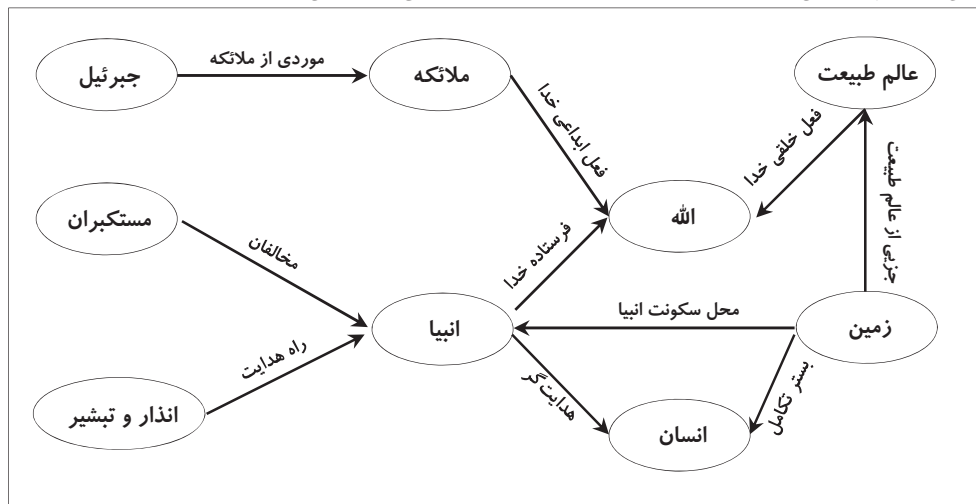 عالم طبیعت
ملائکه
موردی از ملائکه
جبرئیل
فعل ابداعی خدا
فعل خلقی خدا
جزیی از عالم طبیعت
الله
مستکبران
مخالفان
فرستاده خدا
زمین
محل سکونت انبیا
انبیا
راه هدایت
هدایت‌گر
بستر تکامل
انسان
انذار و تبشیر